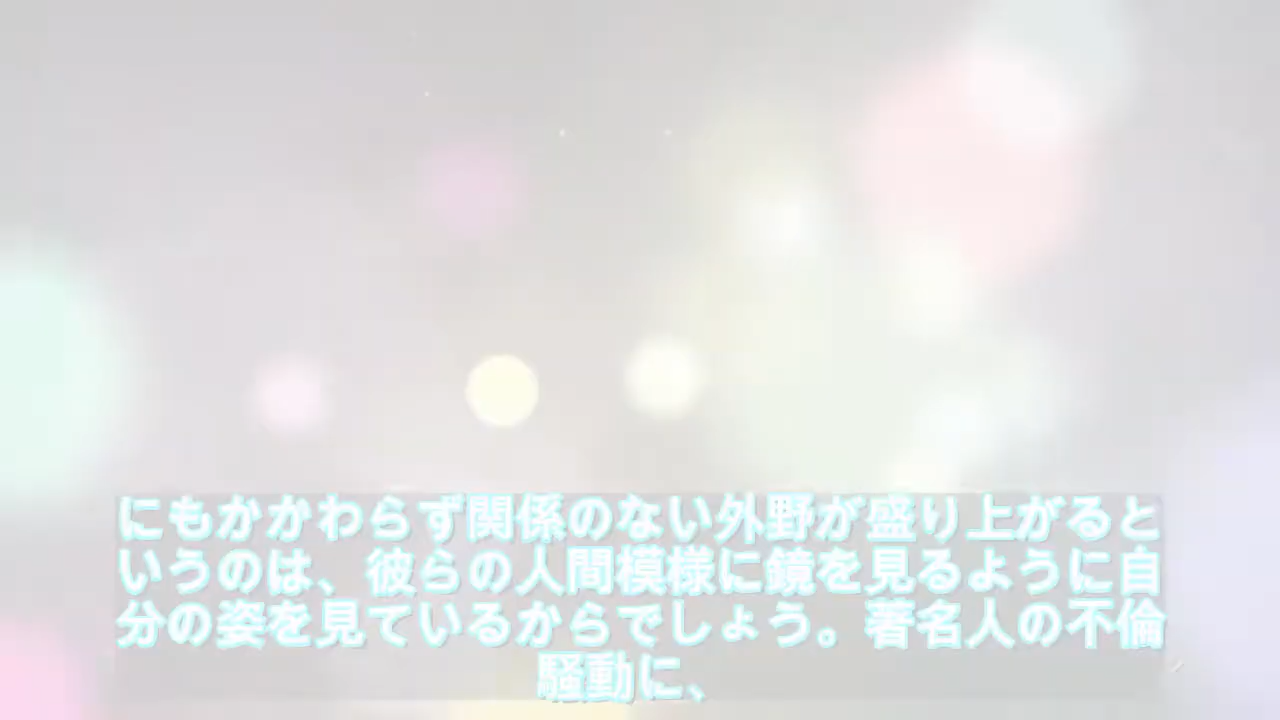 にもかかわらず関係のない外野が盛り上がると
いうのは、彼らの人間模様に鏡を見るように自
分の姿を見ているからでしょう。著名人の不倫
騒動に、